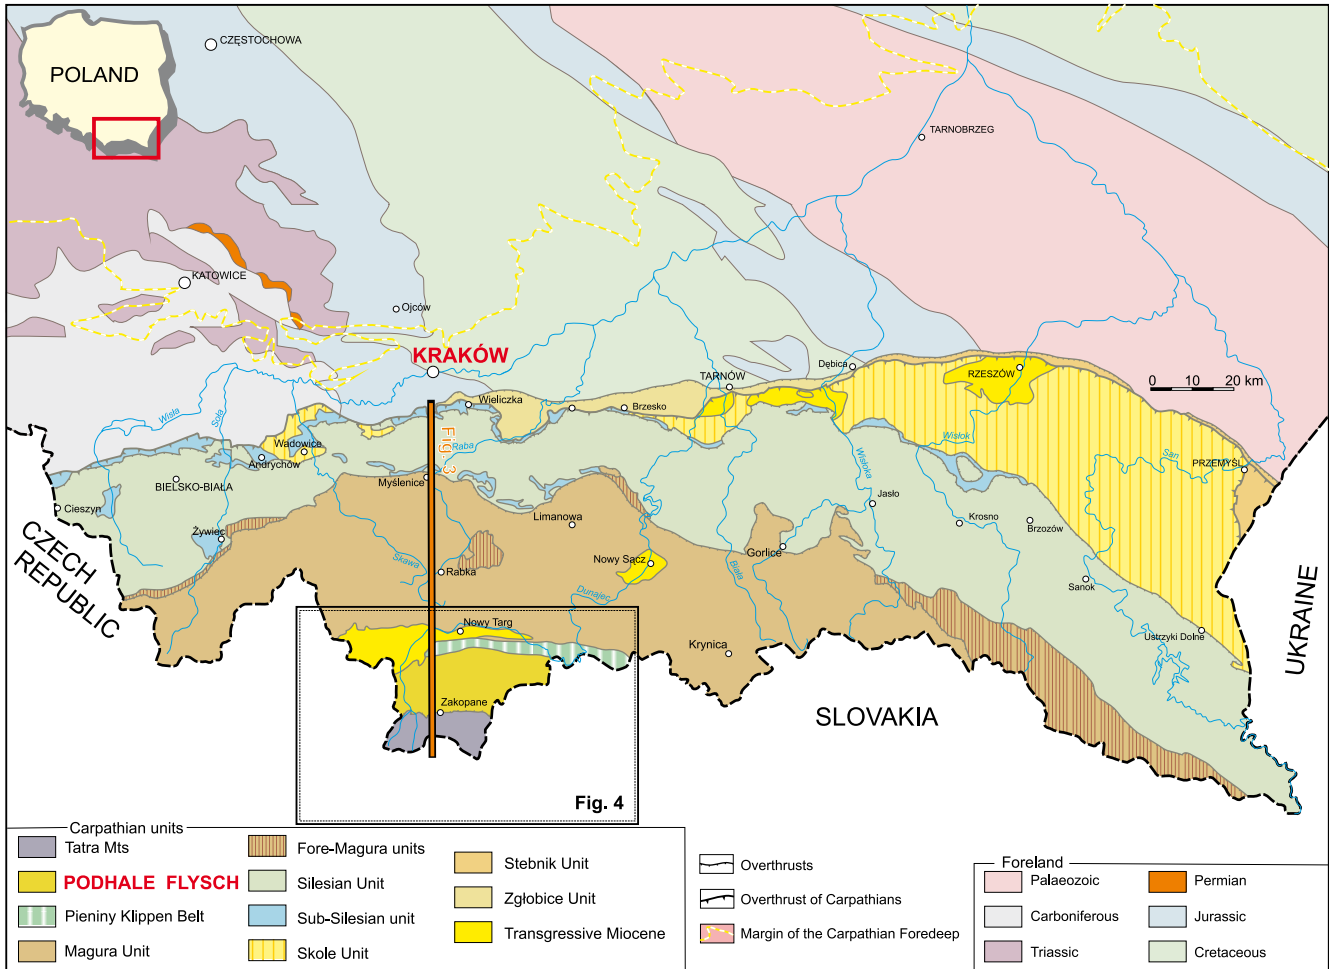 CZĘSTOCHOWA
POLAND
TARNOBRZEG
KATOWICE
Ojców
KRAKÓW
Dębica
TARNÓW
RZESZÓW
0 10 20 km
Wieliczka
Brzesko
Wisła
Soła
Fig. 3
Raba
Wisłok
Wadowice
Andrychów
San
PRZEMYŚL
Wisłoka
BIELSKO-BIAŁA
Myślenice
Jasło
Cieszyn
Limanowa
Krosno
Brzozów
Żywiec
CZECH
REPUBLIC
Skawa
Rabka
Nowy Sącz
Gorlice
Biała
Sanok
Dunajec
UKRAINE
Nowy Targ
Krynica
Ustrzyki Dolne
Zakopane
SLOVAKIA
Fig. 4
Carpathian units
Tatra Mts
PODHALE FLYSCH
Pieniny Klippen Belt
Magura Unit
Fore-Magura units
Silesian Unit
Sub-Silesian unit
Skole Unit
Stebnik Unit
Zgłobice Unit
Transgressive Miocene
Overthrusts
Overthrust of Carpathians
Margin of the Carpathian Foredeep
Foreland
Palaeozoic
Carboniferous
Triassic
Permian
Jurassic
Cretaceous